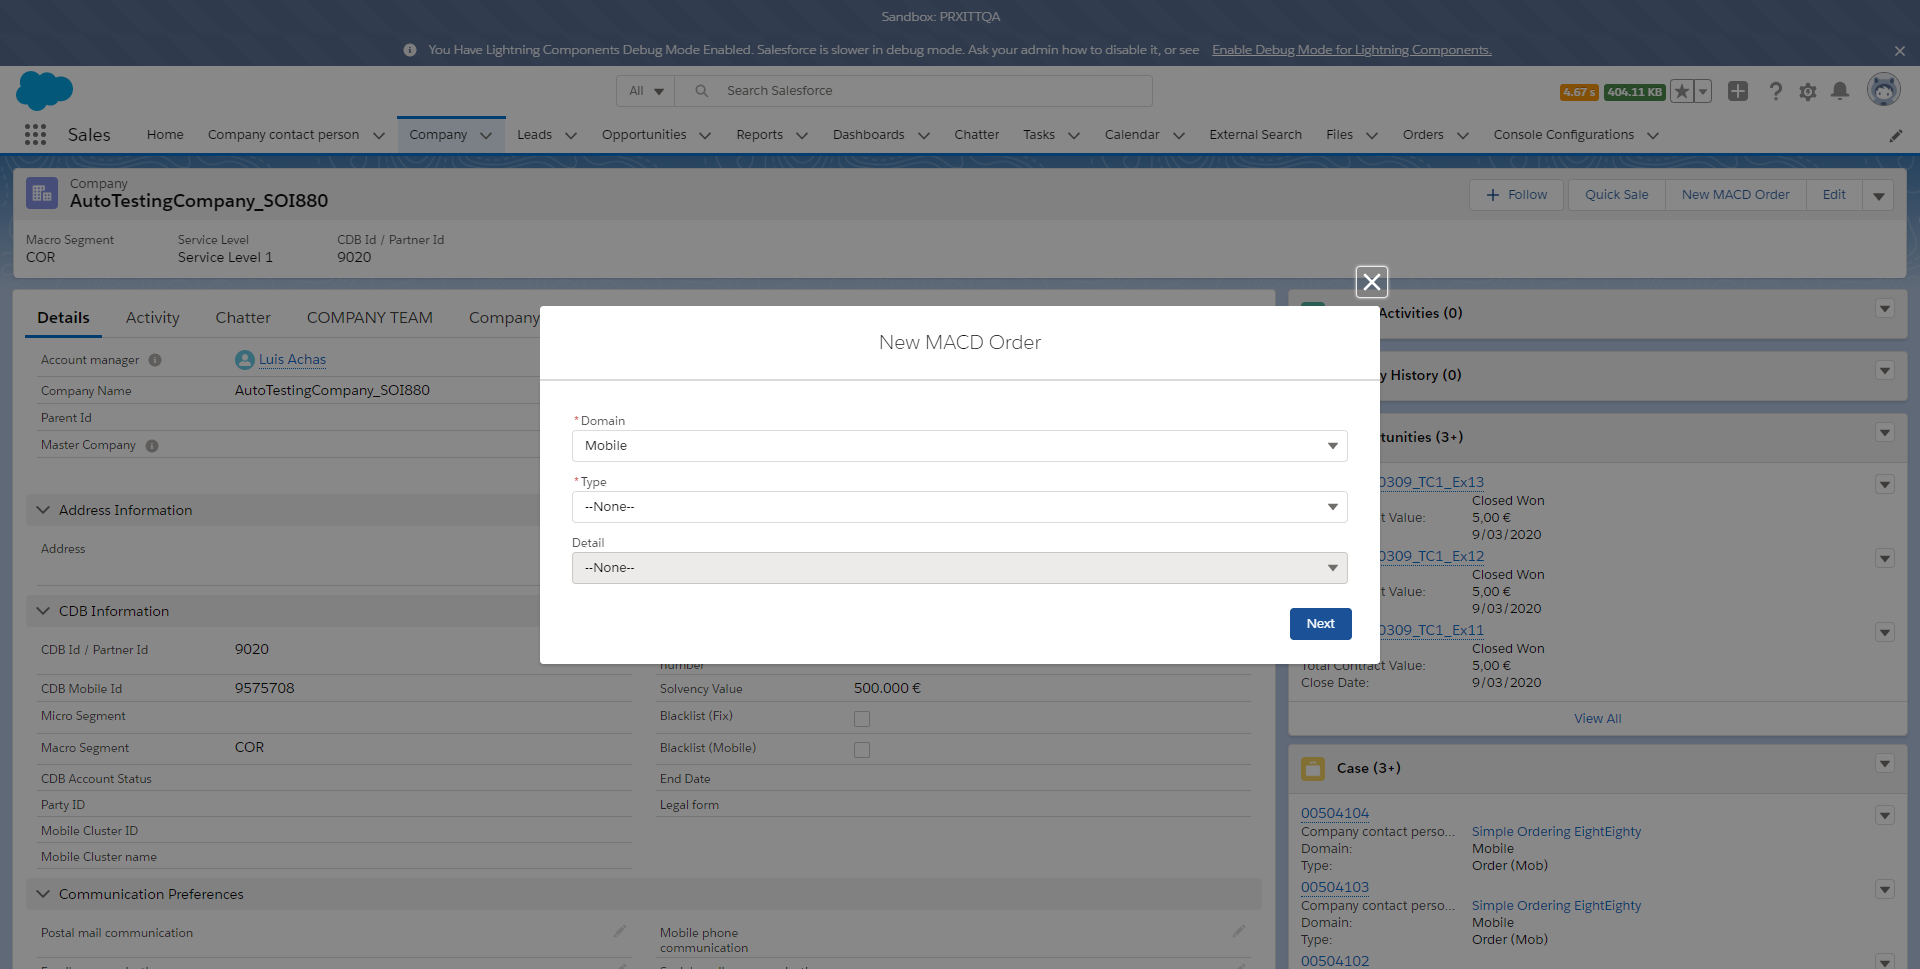 Sandbox: PRXITTQA
You Have Lightning Components Debug Mode Enabled. Salesforce is slower in debug mode. Ask your admin how to disable it, or see Enable Debug Mode for Lightning Components.
All
Search Salesforce
4.67 s 404.11 KB
Sales Home Company contact person Company Leads Opportunities Reports Dashboards Chatter Tasks Calendar External Search Files Orders Console Configurations
Company
AutoTestingCompany_SOI880
Follow Quick Sale New MACD Order Edit
Macro Segment Service Level CDB Id / Partner Id
COR Service Level 1 9020
Details Activity Chatter COMPANY TEAM Company
Account manager Luis Achas
Company Name AutoTestingCompany_SOI880
Parent Id
Master Company
Address Information
Address
CDB Information
CDB Id / Partner Id 9020
number
CDB Mobile Id 9575708 Solvency Value 500.000 €
Micro Segment Blacklist (Fix)
Macro Segment COR Blacklist (Mobile)
CDB Account Status End Date
Party ID Legal form
Mobile Cluster ID
Mobile Cluster name
Communication Preferences
Postal mail communication Mobile phone
communication
New MACD Order
*Domain
Mobile
*Type
--None--
Detail
--None--
Next
Activities (0)
y History (0)
tunities (3+)
0309_TC1_Ex13
Closed Won
t Value: 5,00 €
9/03/2020
0309_TC1_Ex12
Closed Won
t Value: 5,00 €
9/03/2020
0309_TC1_Ex11
Closed Won
Total Contract Value: 5,00 €
Close Date: 9/03/2020
View All
Case (3+)
00504104
Company contact perso... Simple Ordering EightEighty
Domain: Mobile
Type: Order (Mob)
00504103
Company contact perso... Simple Ordering EightEighty
Domain: Mobile
Type: Order (Mob)
00504102